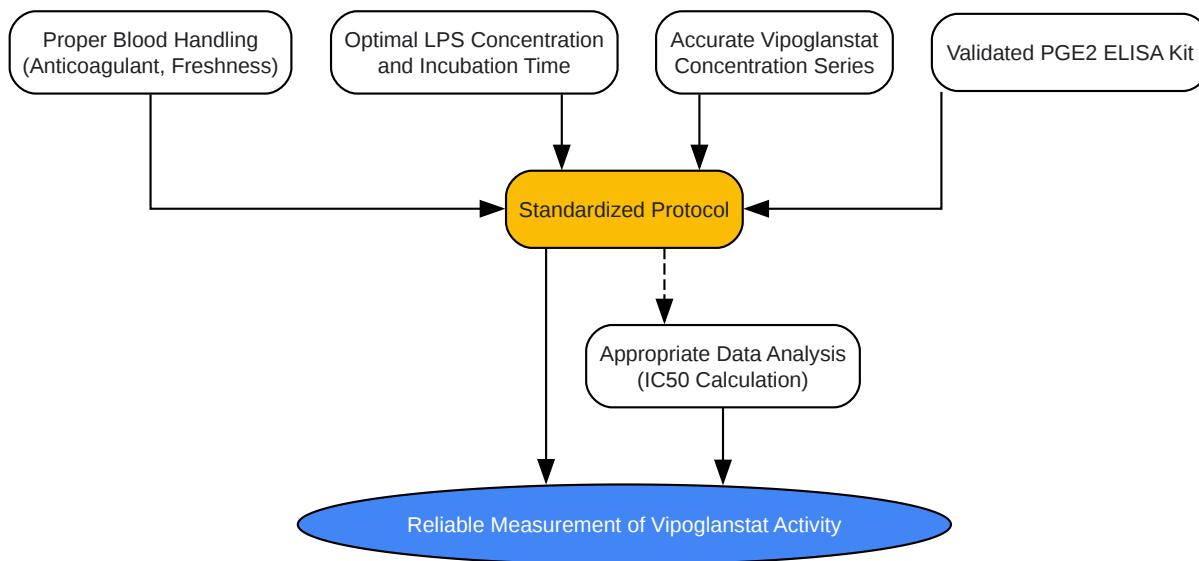 Proper Blood Handling
(Anticoagulant, Freshness)
Optimal LPS Concentration
and Incubation Time
Accurate Vipoglanstat
Concentration Series
Validated PGE2 ELISA Kit
Standardized Protocol
Appropriate Data Analysis
(IC50 Calculation)
Reliable Measurement of Vipoglanstat Activity